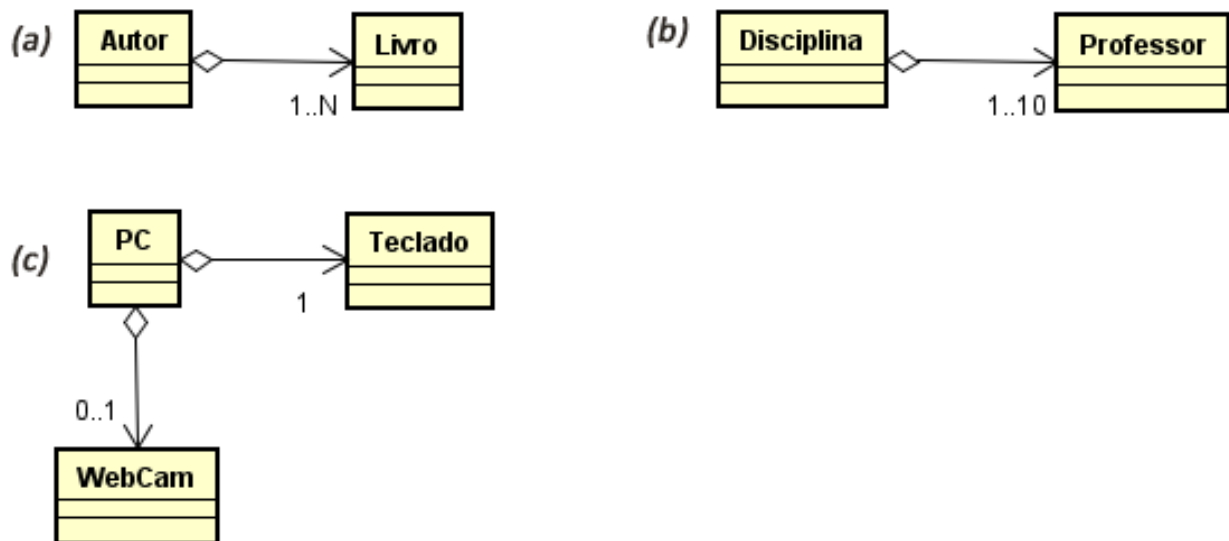 (a)
Autor
Livro
1..N
(b)
Disciplina
Professor
1..10
(c)
PC
Teclado
1
0..1
WebCam